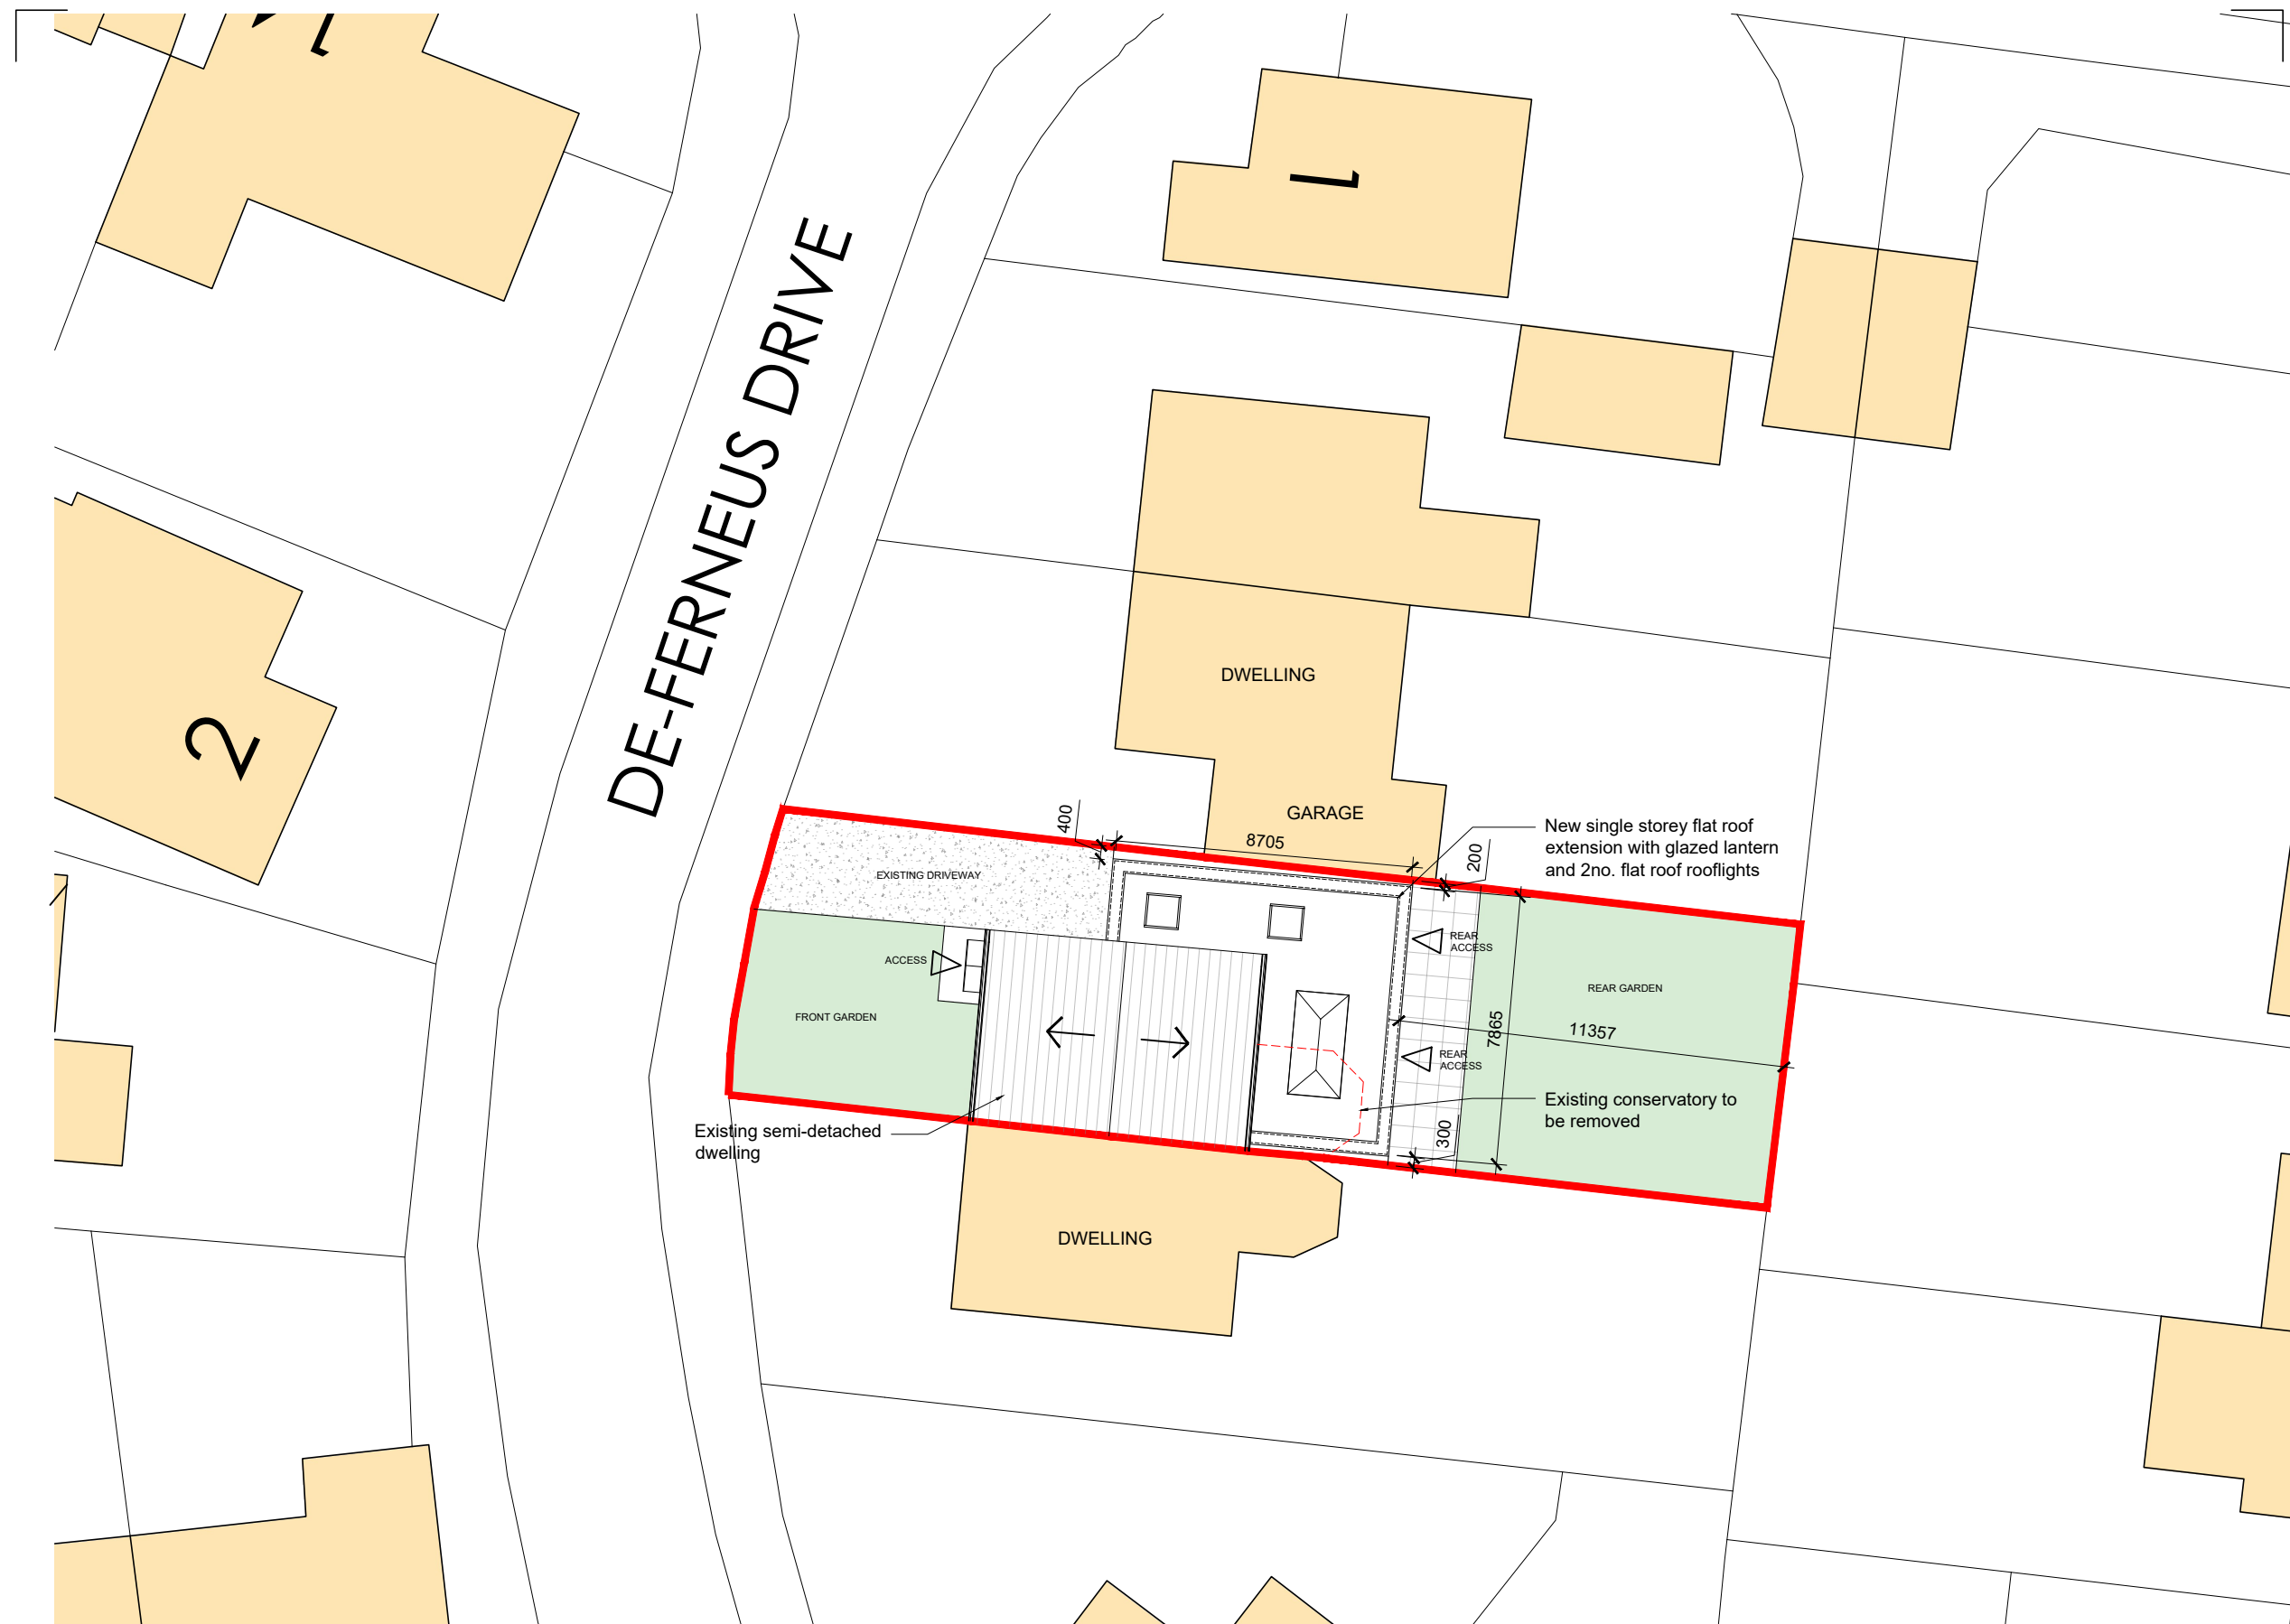 1
DE-FERNEUS DRIVE
2
DWELLING
GARAGE
400
8705
200
New single storey flat roof
extension with glazed lantern
and 2no. flat roof rooflights
EXISTING DRIVEWAY
ACCESS
REAR
ACCESS
REAR GARDEN
FRONT GARDEN
7865
11357
REAR
ACCESS
Existing conservatory to
be removed
300
Existing semi-detached
dwelling
DWELLING